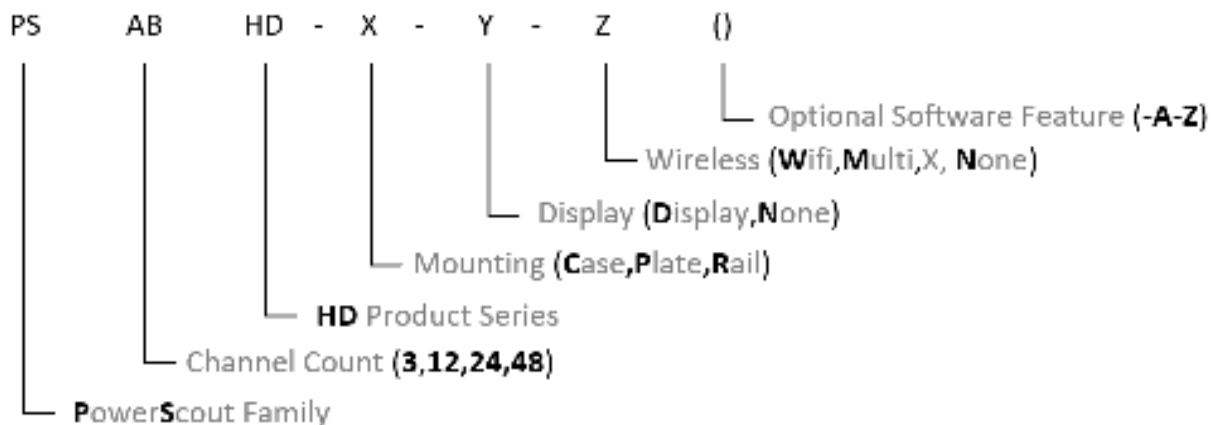 PS AB HD - X - Y - Z ()
Optional Software Feature (-A-Z)
Wireless (Wifi,Multi,X, None)
Display (Display,None)
Mounting (Case,Plate,Rail)
HD Product Series
Channel Count (3,12,24,48)
PowerScout Family